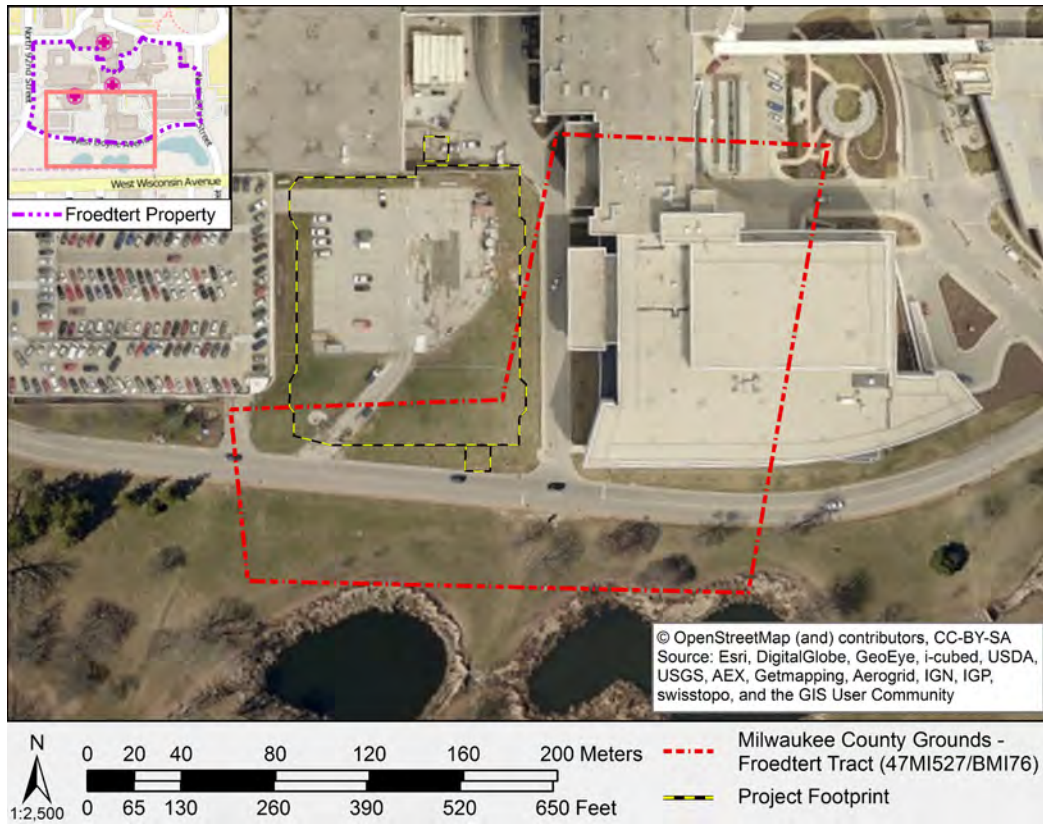 North 92nd Street
Street
West Wisconsin Avenue
Froedtert Property
© OpenStreetMap (and) contributors, CC-BY-SA
Source: Esri, DigitalGlobe, GeoEye, i-cubed, USDA,
USGS, AEX, Getmapping, Aerogrid, IGN, IGP,
swisstopo, and the GIS User Community
N
1:2,500
0 20 40 80 120 160 200 Meters
0 65 130 260 390 520 650 Feet
Milwaukee County Grounds -
Froedtert Tract (47MI527/BMI76)
Project Footprint